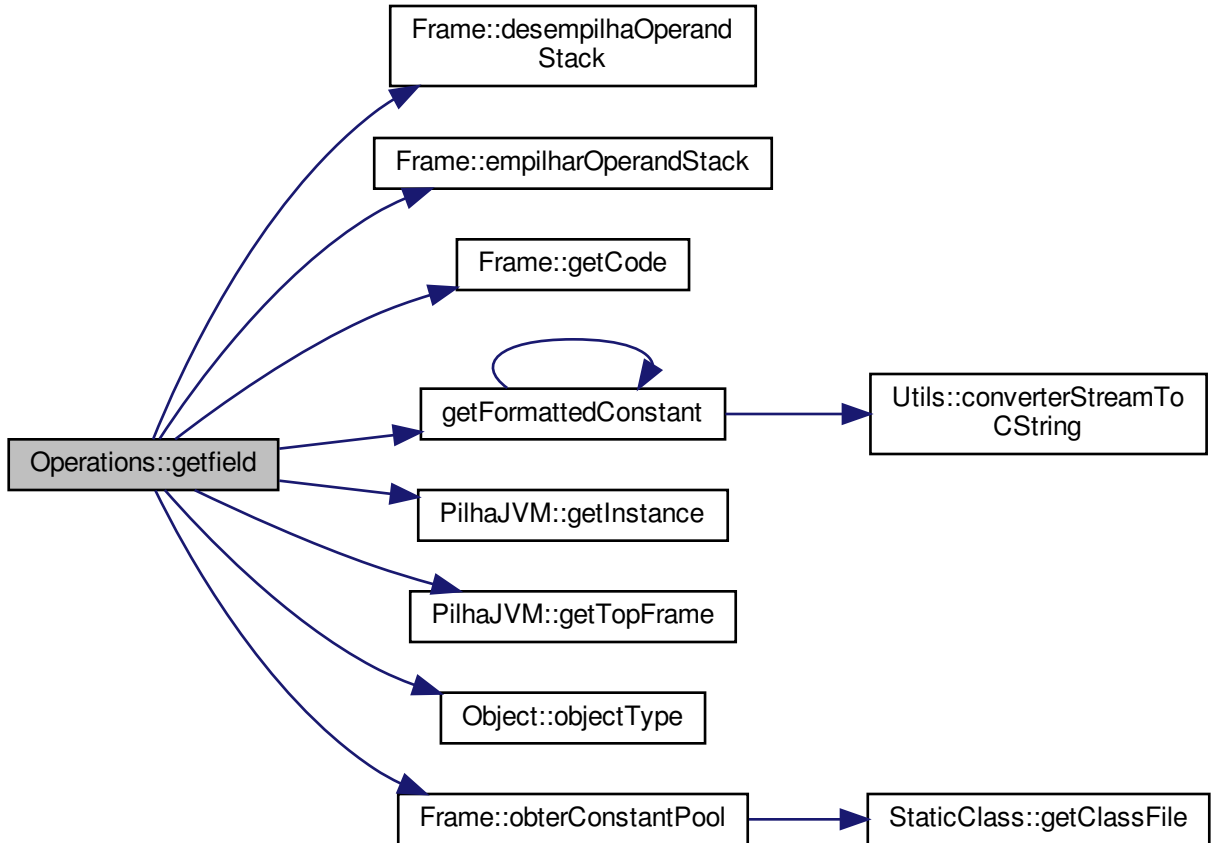 Frame::desempilhaOperand
Stack
Frame::empilharOperandStack
Frame::getCode
getFormattedConstant
Utils::converterStreamTo
CString
Operations::getfield
PilhaJVM::getInstance
PilhaJVM::getTopFrame
Object::objectType
Frame::obterConstantPool
StaticClass::getClassFile